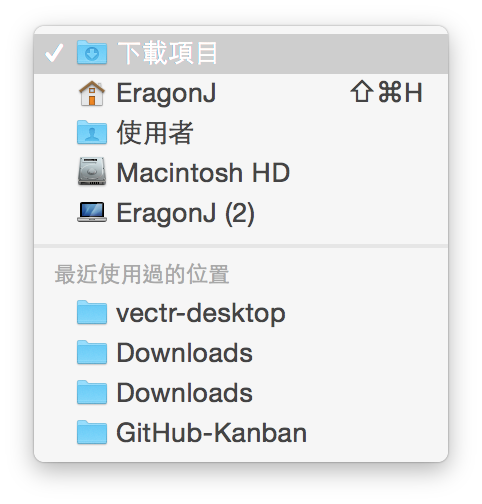 ✓ 下載項目
EragonJ ⇧⌘H
使用者
Macintosh HD
EragonJ (2)
最近使用過的位置
vectr-desktop
Downloads
Downloads
GitHub-Kanban